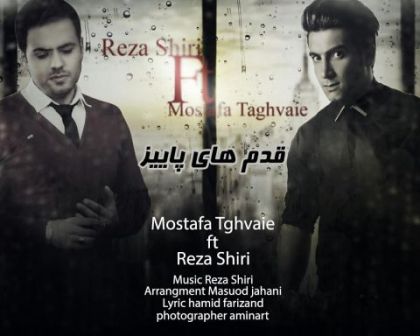 Reza Shiri
Ft
Mostafa Taghvaie
قدم های پاییز
Mostafa Tghvaie
ft
Reza Shiri
Music Reza Shiri
Arrangment Masuod jahani
Lyric hamid farizand
photographer aminart